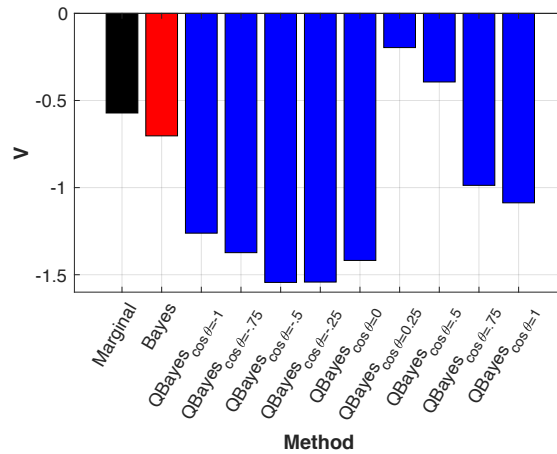 0
-0.5
-1
-1.5
V
Marginal
Bayes
QBayes cos θ=-1
QBayes cos θ=-.75
QBayes cos θ=-.5
QBayes cos θ=-.25
QBayes cos θ=0
QBayes cos θ=0.25
QBayes cos θ=.5
QBayes cos θ=.75
QBayes cos θ=1
Method